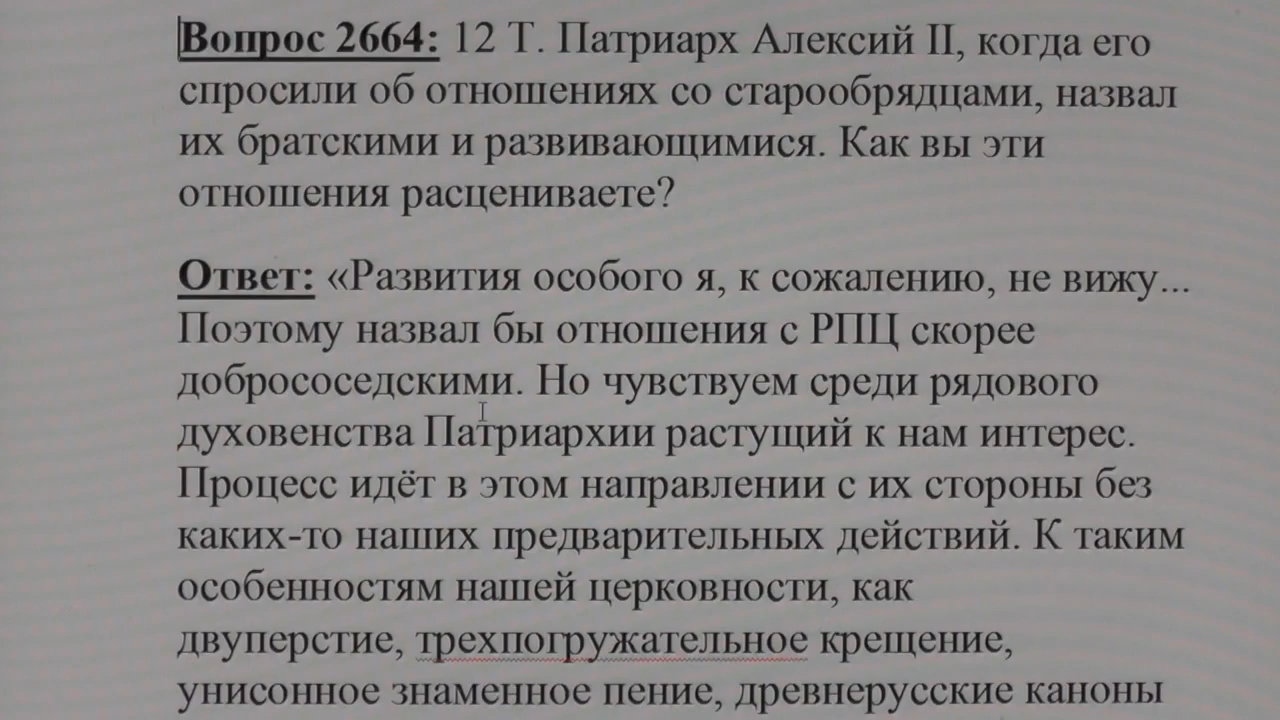 Вопрос 2664: 12 Т. Патриарх Алексий II, когда его
спросили об отношениях со старообрядцами, назвал
их братскими и развивающимися. Как вы эти
отношения расцениваете?
Ответ: «Развития особого я, к сожалению, не вижу...
Поэтому назвал бы отношения с РПЦ скорее
добрососедскими. Но чувствуем среди рядового
духовенства Патриархии растущий к нам интерес.
Процесс идёт в этом направлении с их стороны без
каких-то наших предварительных действий. К таким
особенностям нашей церковности, как
двуперстие, трехпогружательное крещение,
унисонное знаменное пение, древнерусские каноны